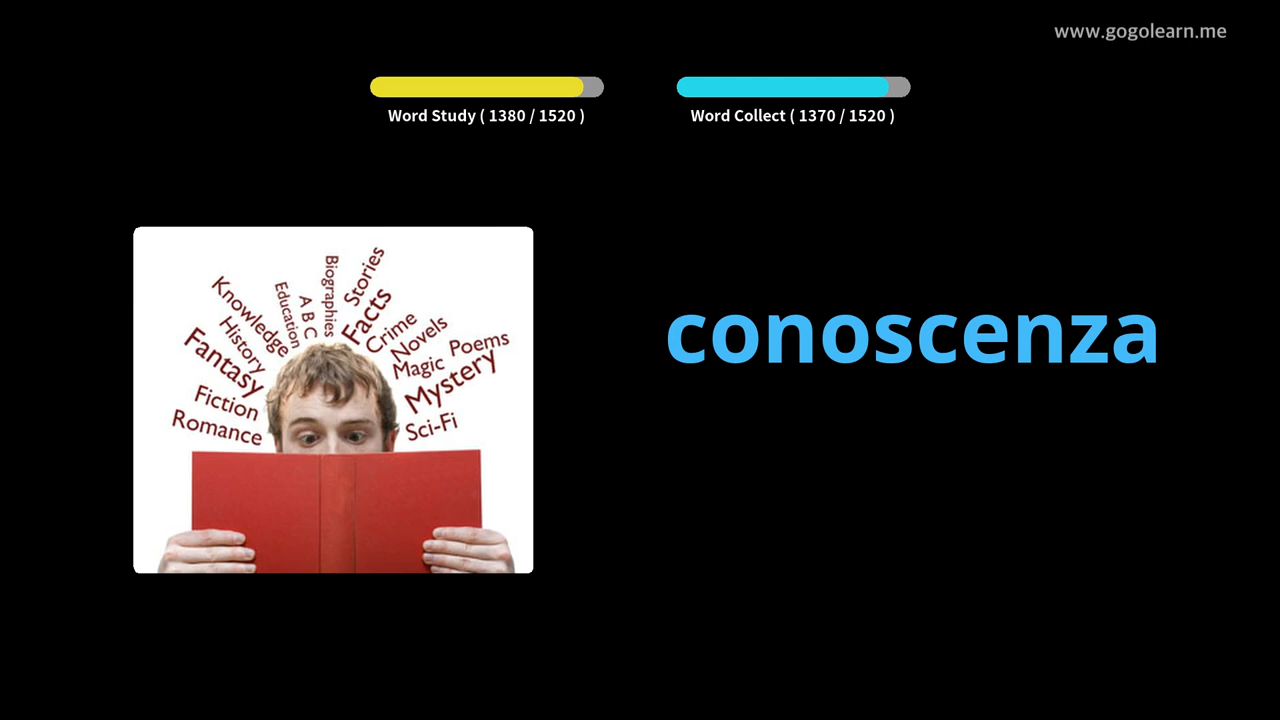 www.gogolearn.me
Word Study ( 1380 / 1520 )
Word Collect ( 1370 / 1520 )
Biographies
Stories
Education
A B C
Facts
Knowledge
Crime
History
Novels
Fantasy
Magic
Poems
Mystery
Fiction
Romance
Sci-Fi
conoscenza